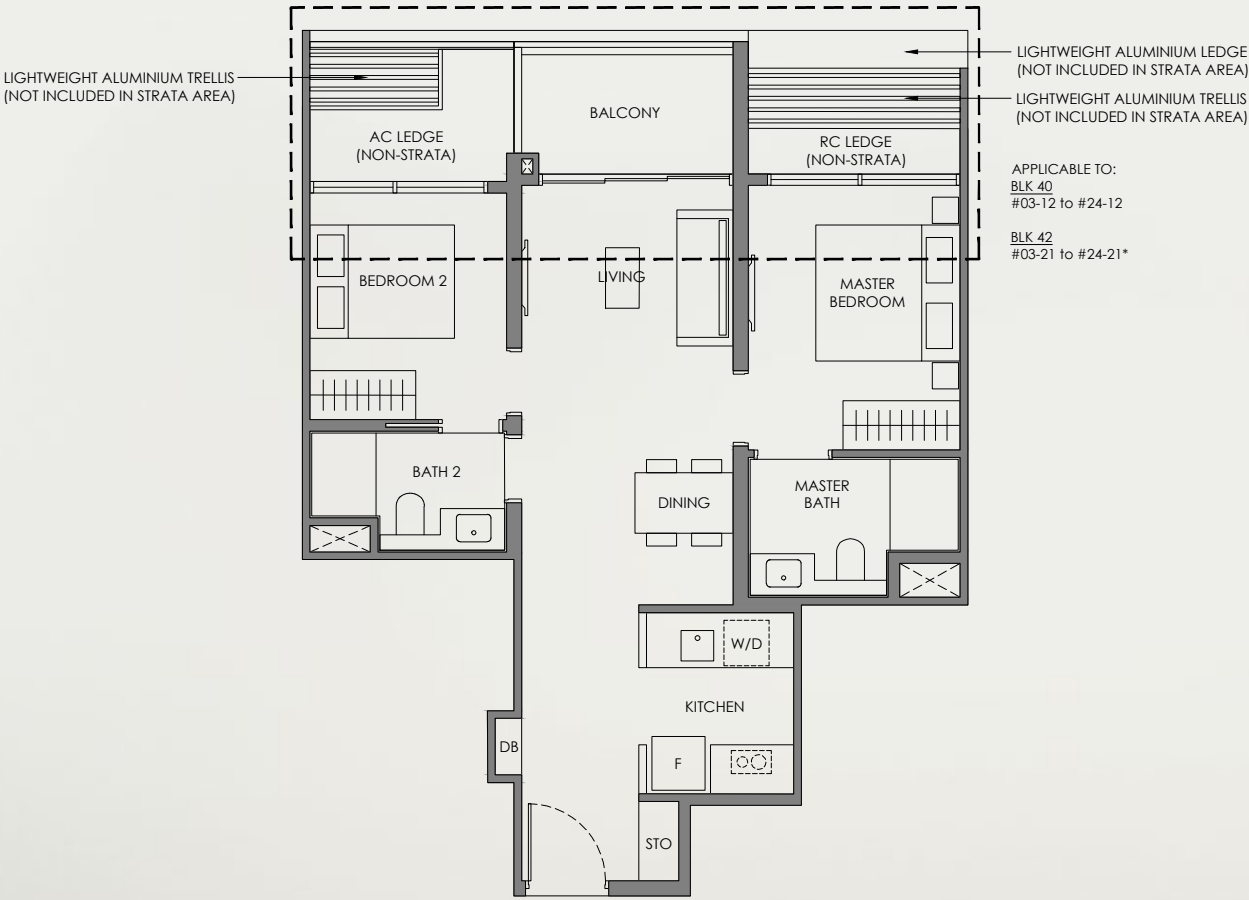 LIGHTWEIGHT ALUMINIUM TRELLIS
(NOT INCLUDED IN STRATA AREA)
LIGHTWEIGHT ALUMINIUM LEDGE
(NOT INCLUDED IN STRATA AREA)
LIGHTWEIGHT ALUMINIUM TRELLIS
(NOT INCLUDED IN STRATA AREA)
BALCONY
AC LEDGE
(NON-STRATA)
RC LEDGE
(NON-STRATA)
APPLICABLE TO:
BLK 40
#03-12 to #24-12
BLK 42
#03-21 to #24-21*
BEDROOM 2
LIVING
MASTER
BEDROOM
BATH 2
DINING
MASTER
BATH
W/D
KITCHEN
DB
F
STO